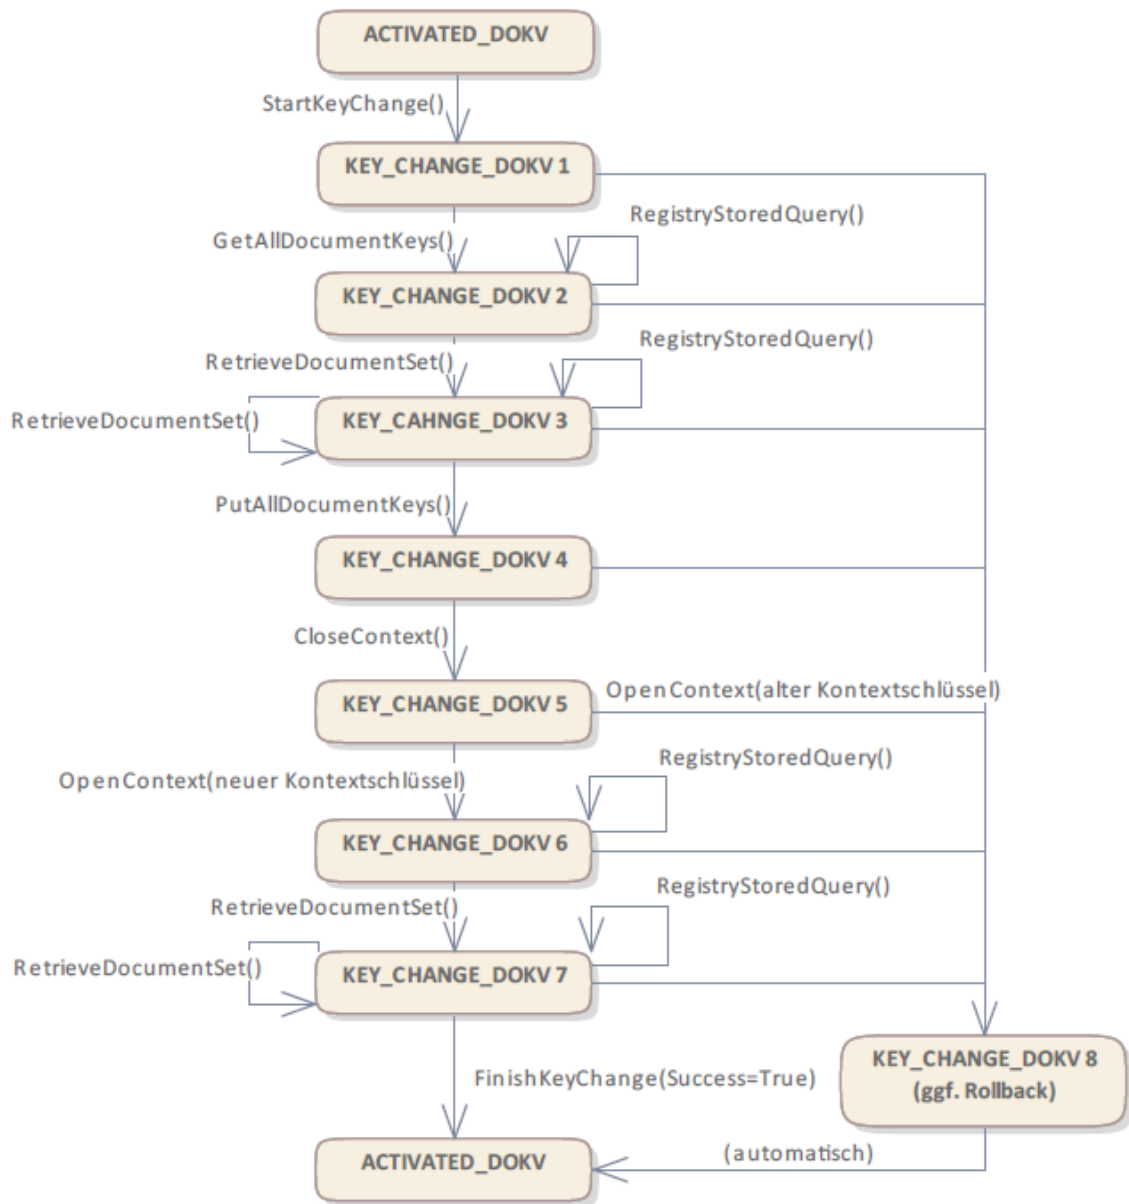 ACTIVATED_DOKV
StartKeyChange()
KEY_CHANGE_DOKV 1
RegistryStoredQuery()
GetAllDocumentKeys()
KEY_CHANGE_DOKV 2
RegistryStoredQuery()
RetrieveDocumentSet()
RetrieveDocumentSet()
KEY_CAHNGE_DOKV 3
PutAllDocumentKeys()
KEY_CHANGE_DOKV 4
CloseContext()
KEY_CHANGE_DOKV 5
OpenContext(alter Kontextschlüssel)
RegistryStoredQuery()
OpenContext(neuer Kontextschlüssel)
KEY_CHANGE_DOKV 6
RegistryStoredQuery()
RetrieveDocumentSet()
RetrieveDocumentSet()
KEY_CHANGE_DOKV 7
KEY_CHANGE_DOKV 8
(ggf. Rollback)
FinishKeyChange(Success=True)
ACTIVATED_DOKV
(automatisch)